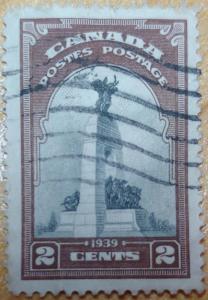 CANADA
POSTES POSTAGE
1939
2 CENTS 2